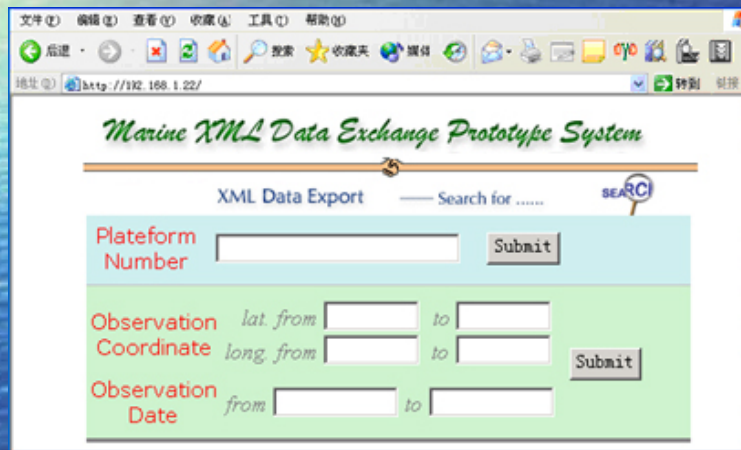 文件(F) 编辑(E) 查看(V) 收藏(A) 工具(T) 帮助(H)
后退 搜索 收藏夹 媒体
地址(D) http://192.168.1.22/ 转到 链接
Marine XML Data Exchange Prototype System
XML Data Export —— Search for ...... SEARCH
Plateform
Number Submit
Observation lat. from to
Coordinate long. from to
Submit
Observation
Date from to